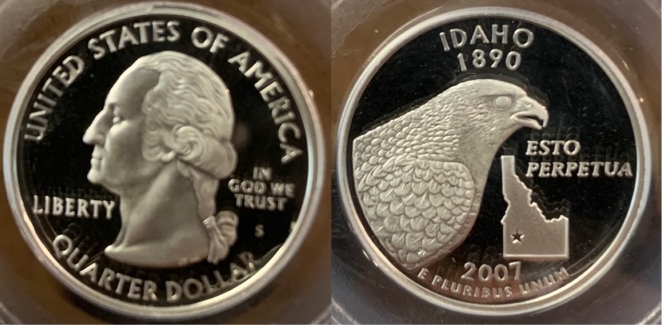 UNITED STATES OF AMERICA
LIBERTY
IN
GOD WE
TRUST
S
QUARTER DOLLAR
IDAHO
1890
ESTO
PERPETUA
2007
E PLURIBUS UNUM